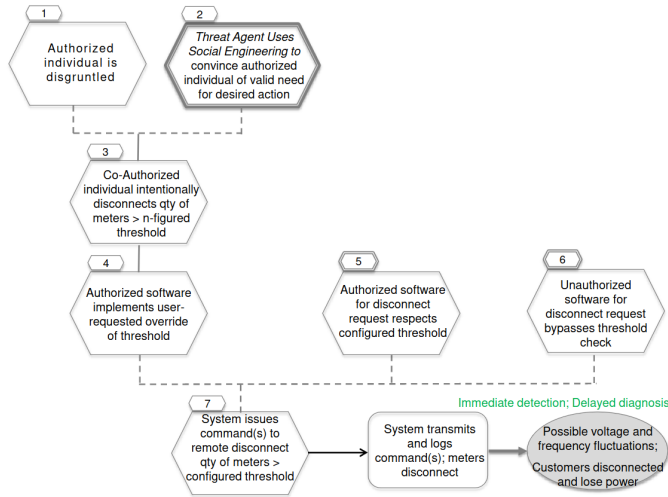 1
Authorized
individual is
disgruntled
2
Threat Agent Uses
Social Engineering to
convince authorized
individual of valid need
for desired action
3
Co-Authorized
individual intentionally
disconnects qty of
meters > n-figured
threshold
4
Authorized software
implements user-
requested override
of threshold
5
Authorized software
for disconnect
request respects
configured threshold
6
Unauthorized
software for
disconnect request
bypasses threshold
check
7
System issues
command(s) to
remote disconnect
qty of meters >
configured threshold
System transmits
and logs
command(s); meters
disconnect
Immediate detection; Delayed diagnosis
Possible voltage and
frequency fluctuations;
Customers disconnected
and lose power